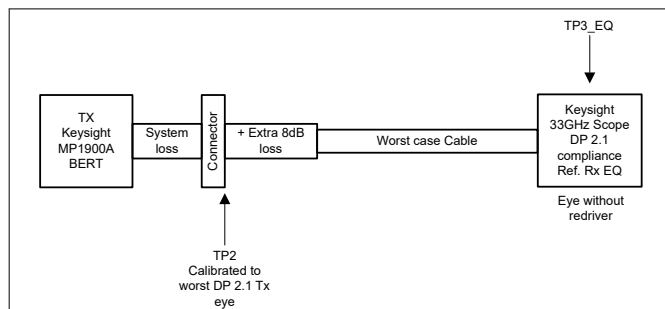 TP3_EQ
TX
Keysight
MP1900A
BERT
System
loss
Connector
+ Extra 8dB
loss
Worst case Cable
Keysight
33GHz Scope
DP 2.1
compliance
Ref. Rx EQ
Eye without
redriver
TP2
Calibrated to
worst DP 2.1 Tx
eye